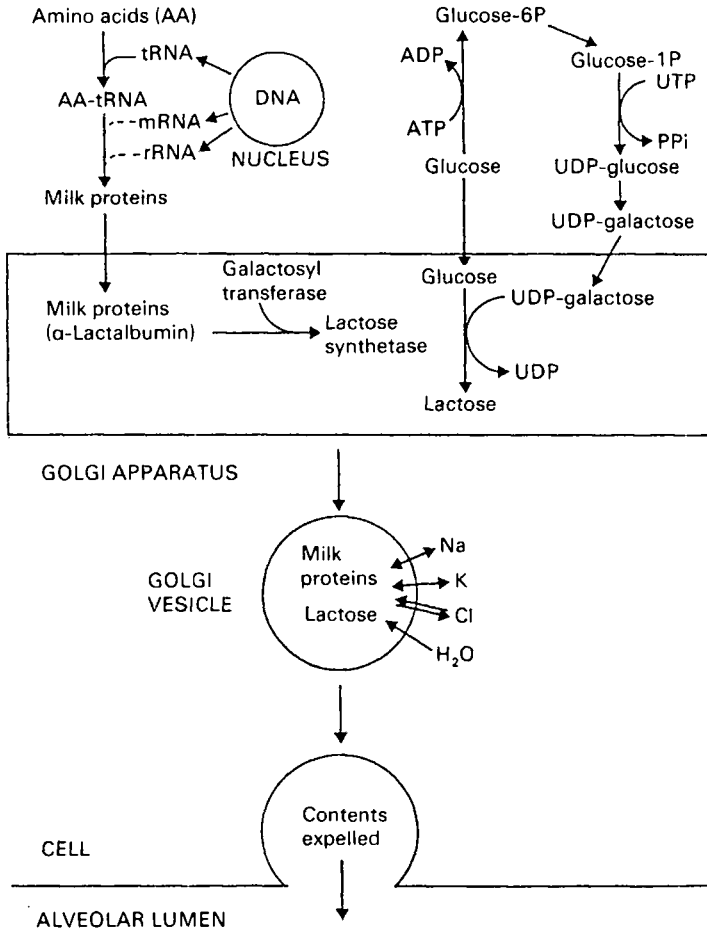 Amino acids (AA)
tRNA
AA-tRNA
mRNA
rRNA
DNA
NUCLEUS
Milk proteins
Glucose-6P
ADP
ATP
Glucose
Glucose-1P
UTP
PPi
UDP-glucose
UDP-galactose
Milk proteins
(α-Lactalbumin)
Galactosyl
transferase
Lactose
synthetase
Glucose
UDP-galactose
UDP
Lactose
GOLGI APPARATUS
GOLGI
VESICLE
Milk
proteins
Lactose
Na
K
Cl
H₂O
Contents
expelled
CELL
ALVEOLAR LUMEN